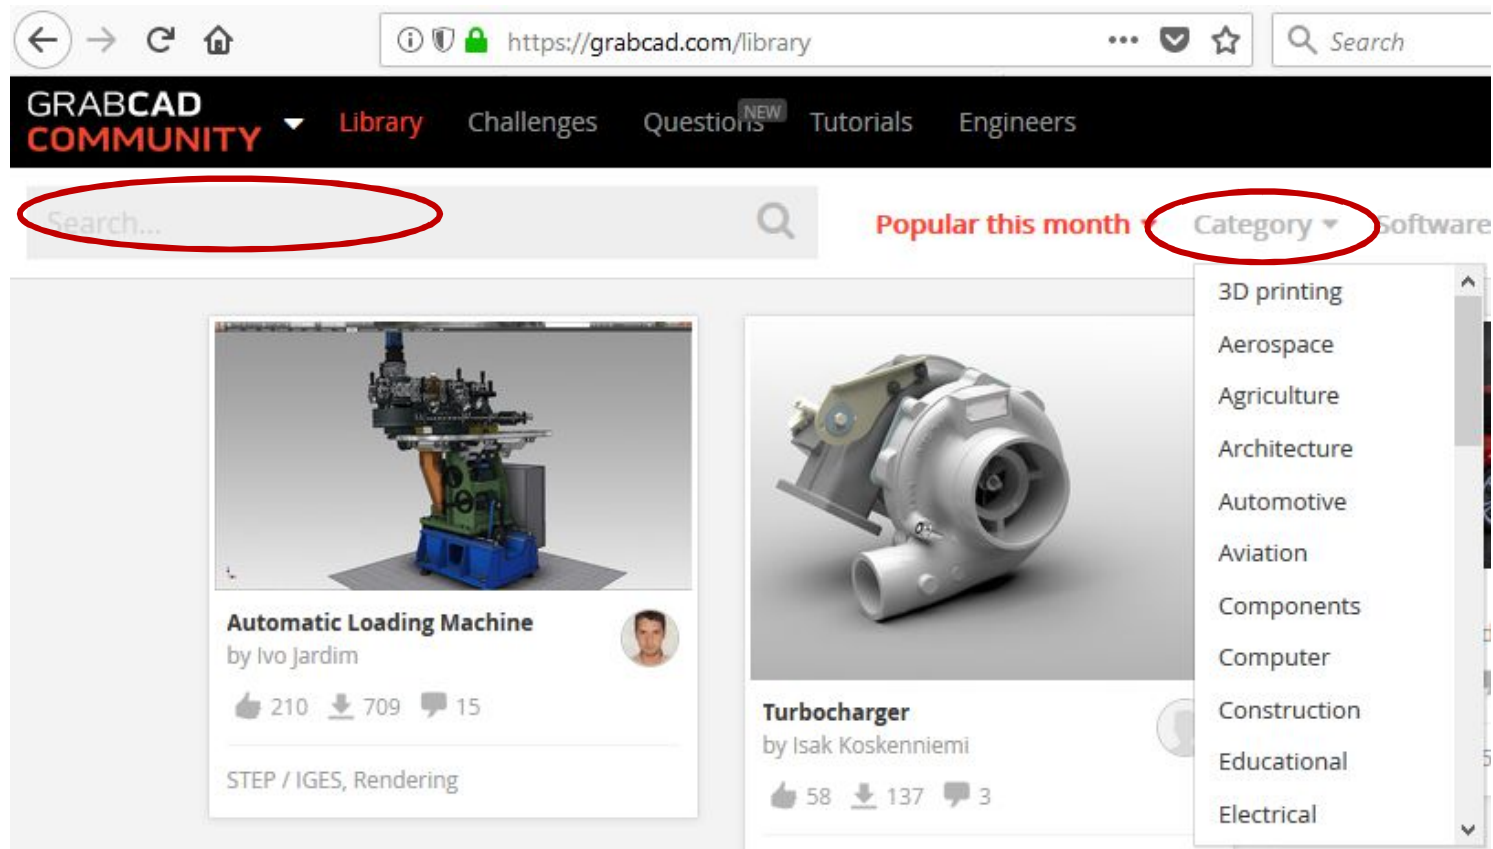 https://grabcad.com/library
Search
GRABCAD
COMMUNITY
Library Challenges Questions NEW Tutorials Engineers
Search...
Popular this month Category Software
3D printing
Aerospace
Agriculture
Architecture
Automotive
Aviation
Components
Computer
Construction
Educational
Electrical
Automatic Loading Machine
by Ivo Jardim
210 709 15
STEP / IGES, Rendering
Turbocharger
by Isak Koskenniemi
58 137 3